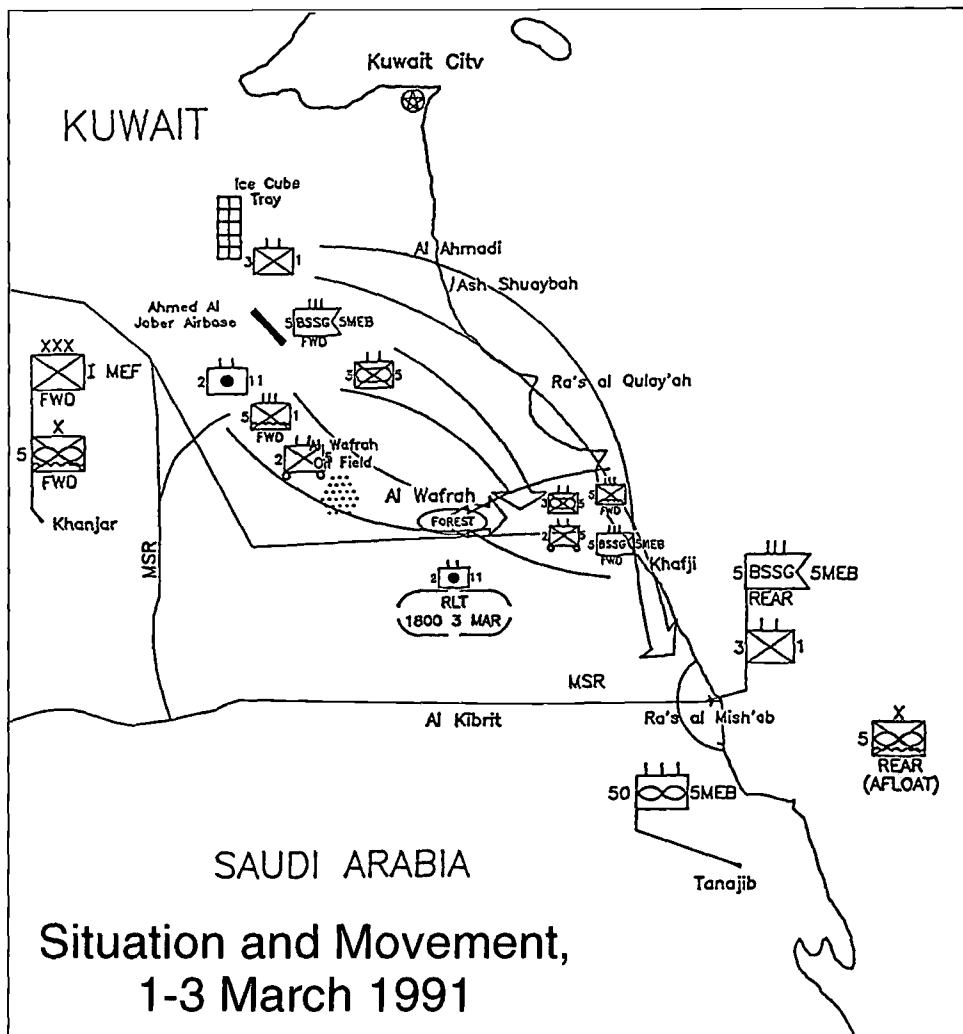 Kuwait City
KUWAIT
Ice Cube
Tray
3 1
Al Ahmadi
Ash Shuaybah
Ahmed Al
Jaber Airbase
5 BSSG 5MEB
FWD
XXX
I MEF
FWD
2 11
3 5
Ra's al Qulay'ah
5 1
FWD
X
5
FWD
2 5
Al Wafrah
Oil Field
Al Wafrah
FOREST
Khanjar
MSR
3 5
5
FWD
2 5
5 BSSG 5MEB
FWD
Khafji
2 11
RLT
1800 3 MAR
5 BSSG 5MEB
REAR
3 1
MSR
Al Kibrit
Ra's al Mish'ab
X
5
REAR
(AFLOAT)
50 5MEB
Tanajib
SAUDI ARABIA
Situation and Movement,
1-3 March 1991